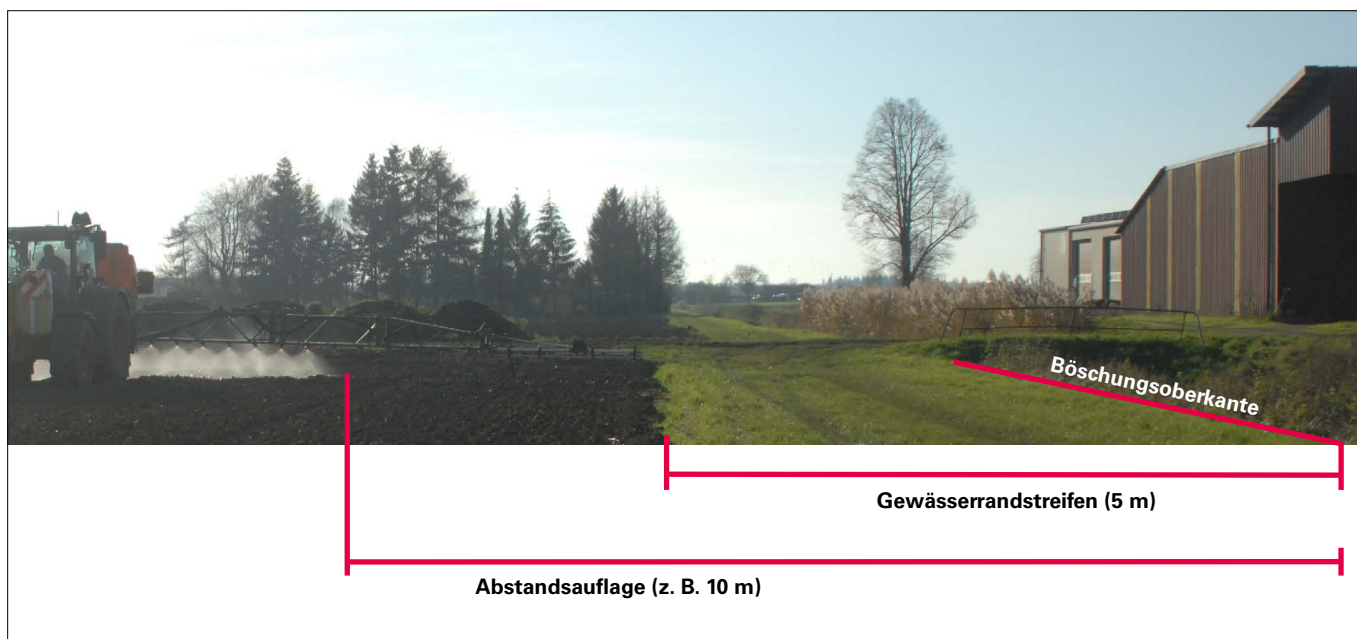 Böschungsoberkante
Gewässerrandstreifen (5 m)
Abstandsauflage (z. B. 10 m)